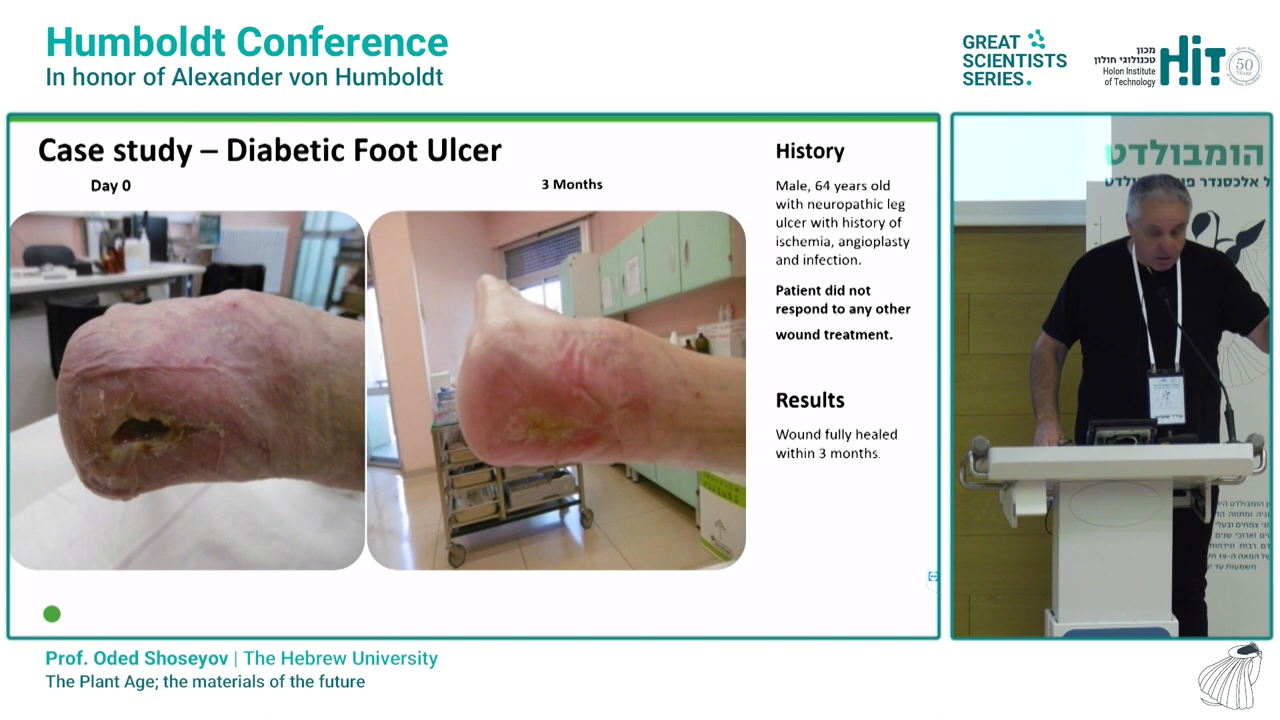 Humboldt Conference
In honor of Alexander von Humboldt
GREAT
SCIENTISTS
SERIES.
מכון
טכנולוגי חולון
Holon Institute
of Technology
HiT
50
YEARS
Case study – Diabetic Foot Ulcer
Day 0
3 Months
History
Male, 64 years old
with neuropathic leg
ulcer with history of
ischemia, angioplasty
and infection.
Patient did not
respond to any other
wound treatment.
Results
Wound fully healed
within 3 months.
הומבולדט
ל אלכסנדר
Prof. Oded Shoseyov | The Hebrew University
The Plant Age; the materials of the future